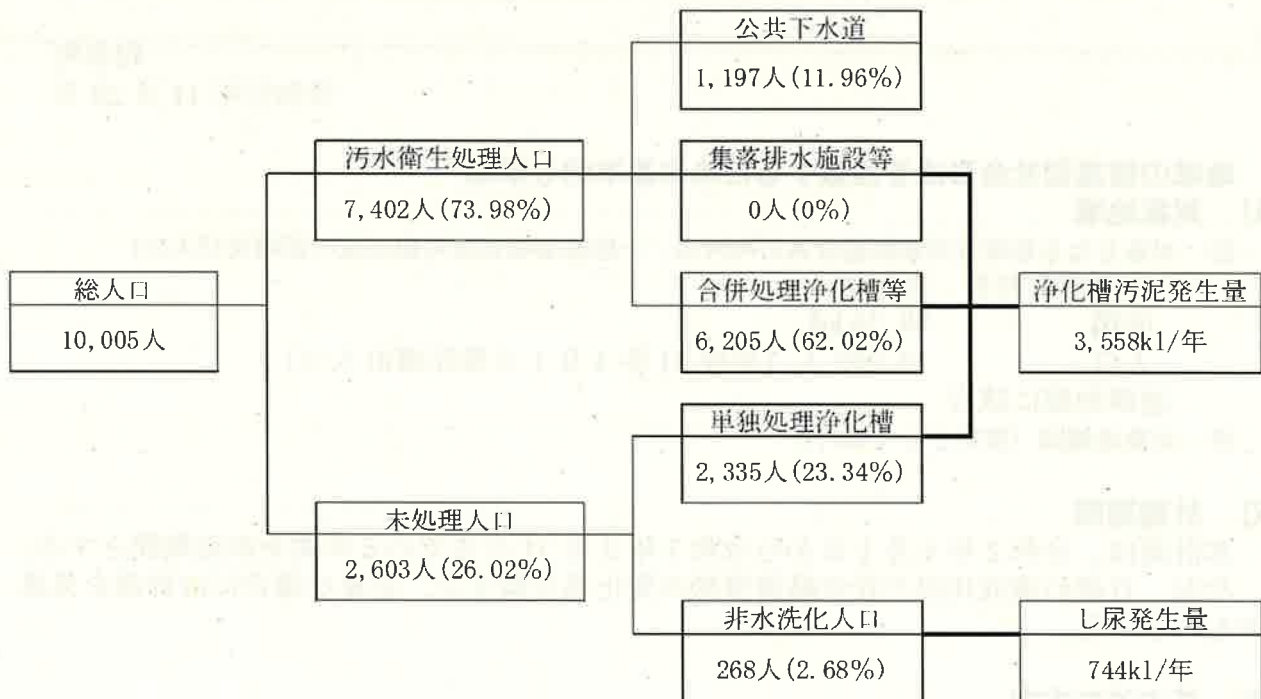 公共下水道
1,197人(11.96%)
汚水衛生処理人口
7,402人(73.98%)
集落排水施設等
0人(0%)
総人口
10,005人
合併処理浄化槽等
6,205人(62.02%)
浄化槽汚泥発生量
3,558kl/年
単独処理浄化槽
2,335人(23.34%)
未処理人口
2,603人(26.02%)
非水洗化人口
268人(2.68%)
し尿発生量
744kl/年